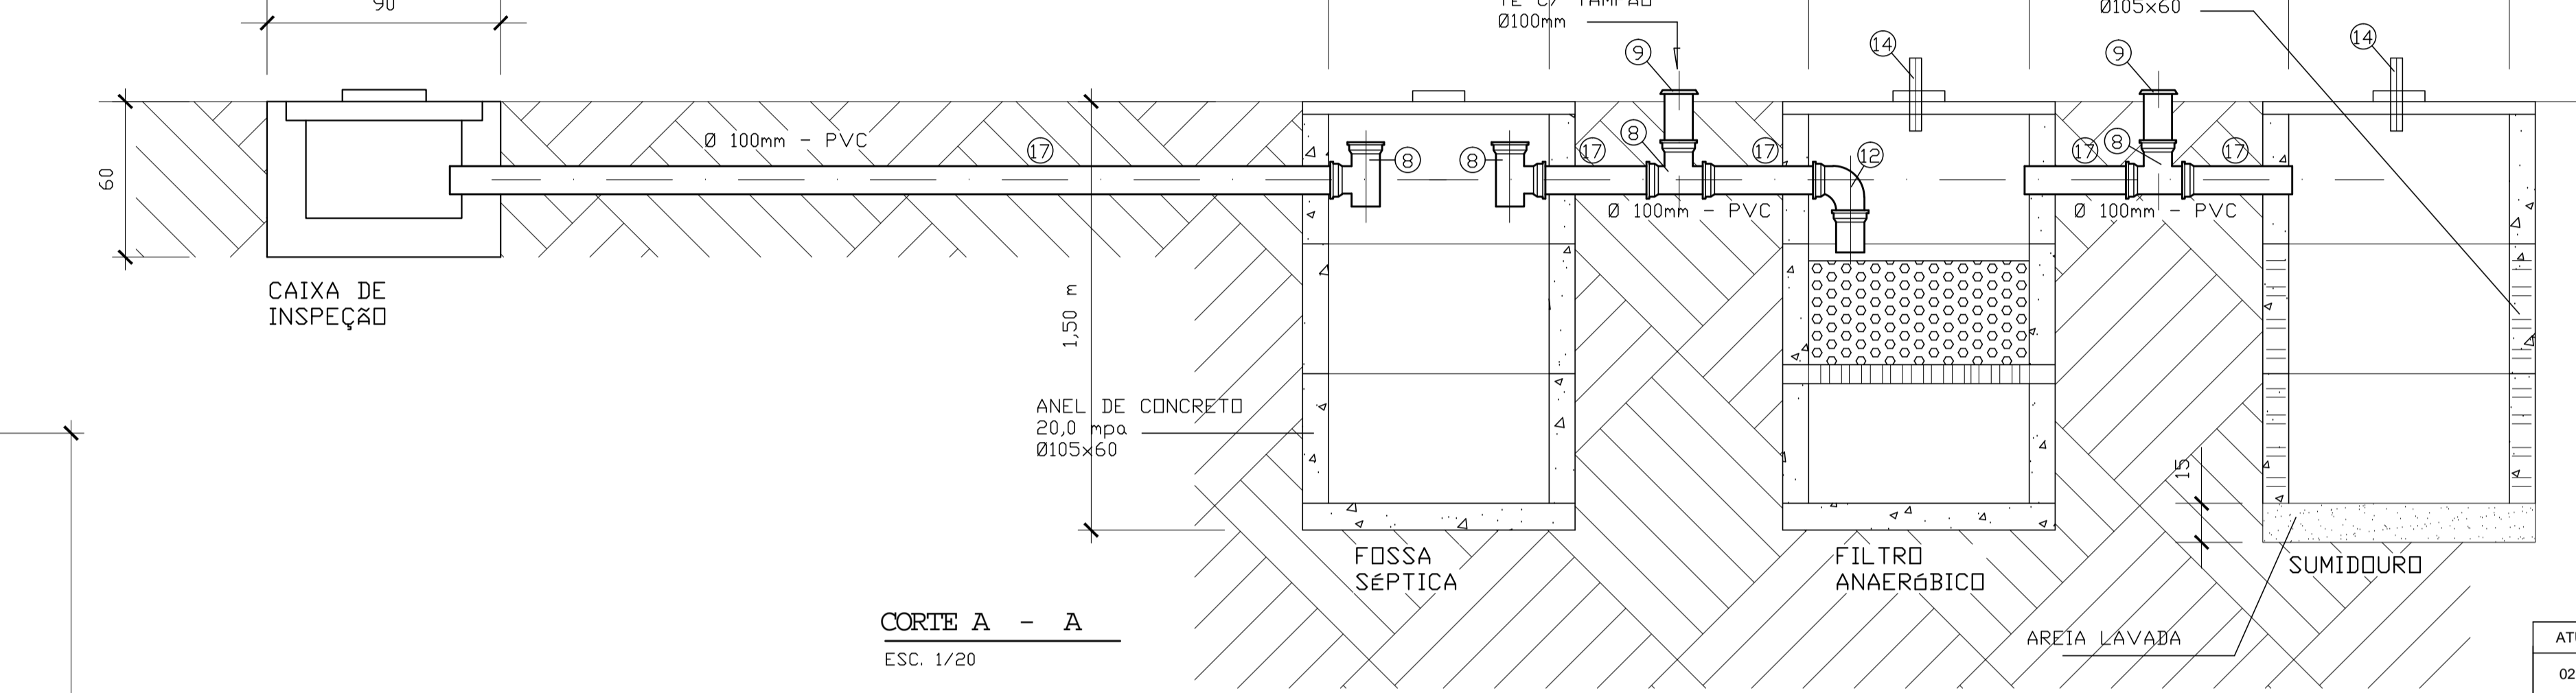 90
TÊ C/ TAMPÃO
Ø100mm
Ø105x60
9
14
9
14
Ø 100mm - PVC
17
8
8
17
8
17
12
17
8
17
60
Ø 100mm - PVC
Ø 100mm - PVC
CAIXA DE
INSPEÇÃO
1,50 m
ANEL DE CONCRETO
20,0 mpa
Ø105x60
15
FOSSA
SÉPTICA
FILTRO
ANAERóBICO
SUMIDOURO
CORTE A - A
ESC. 1/20
AREIA LAVADA
02